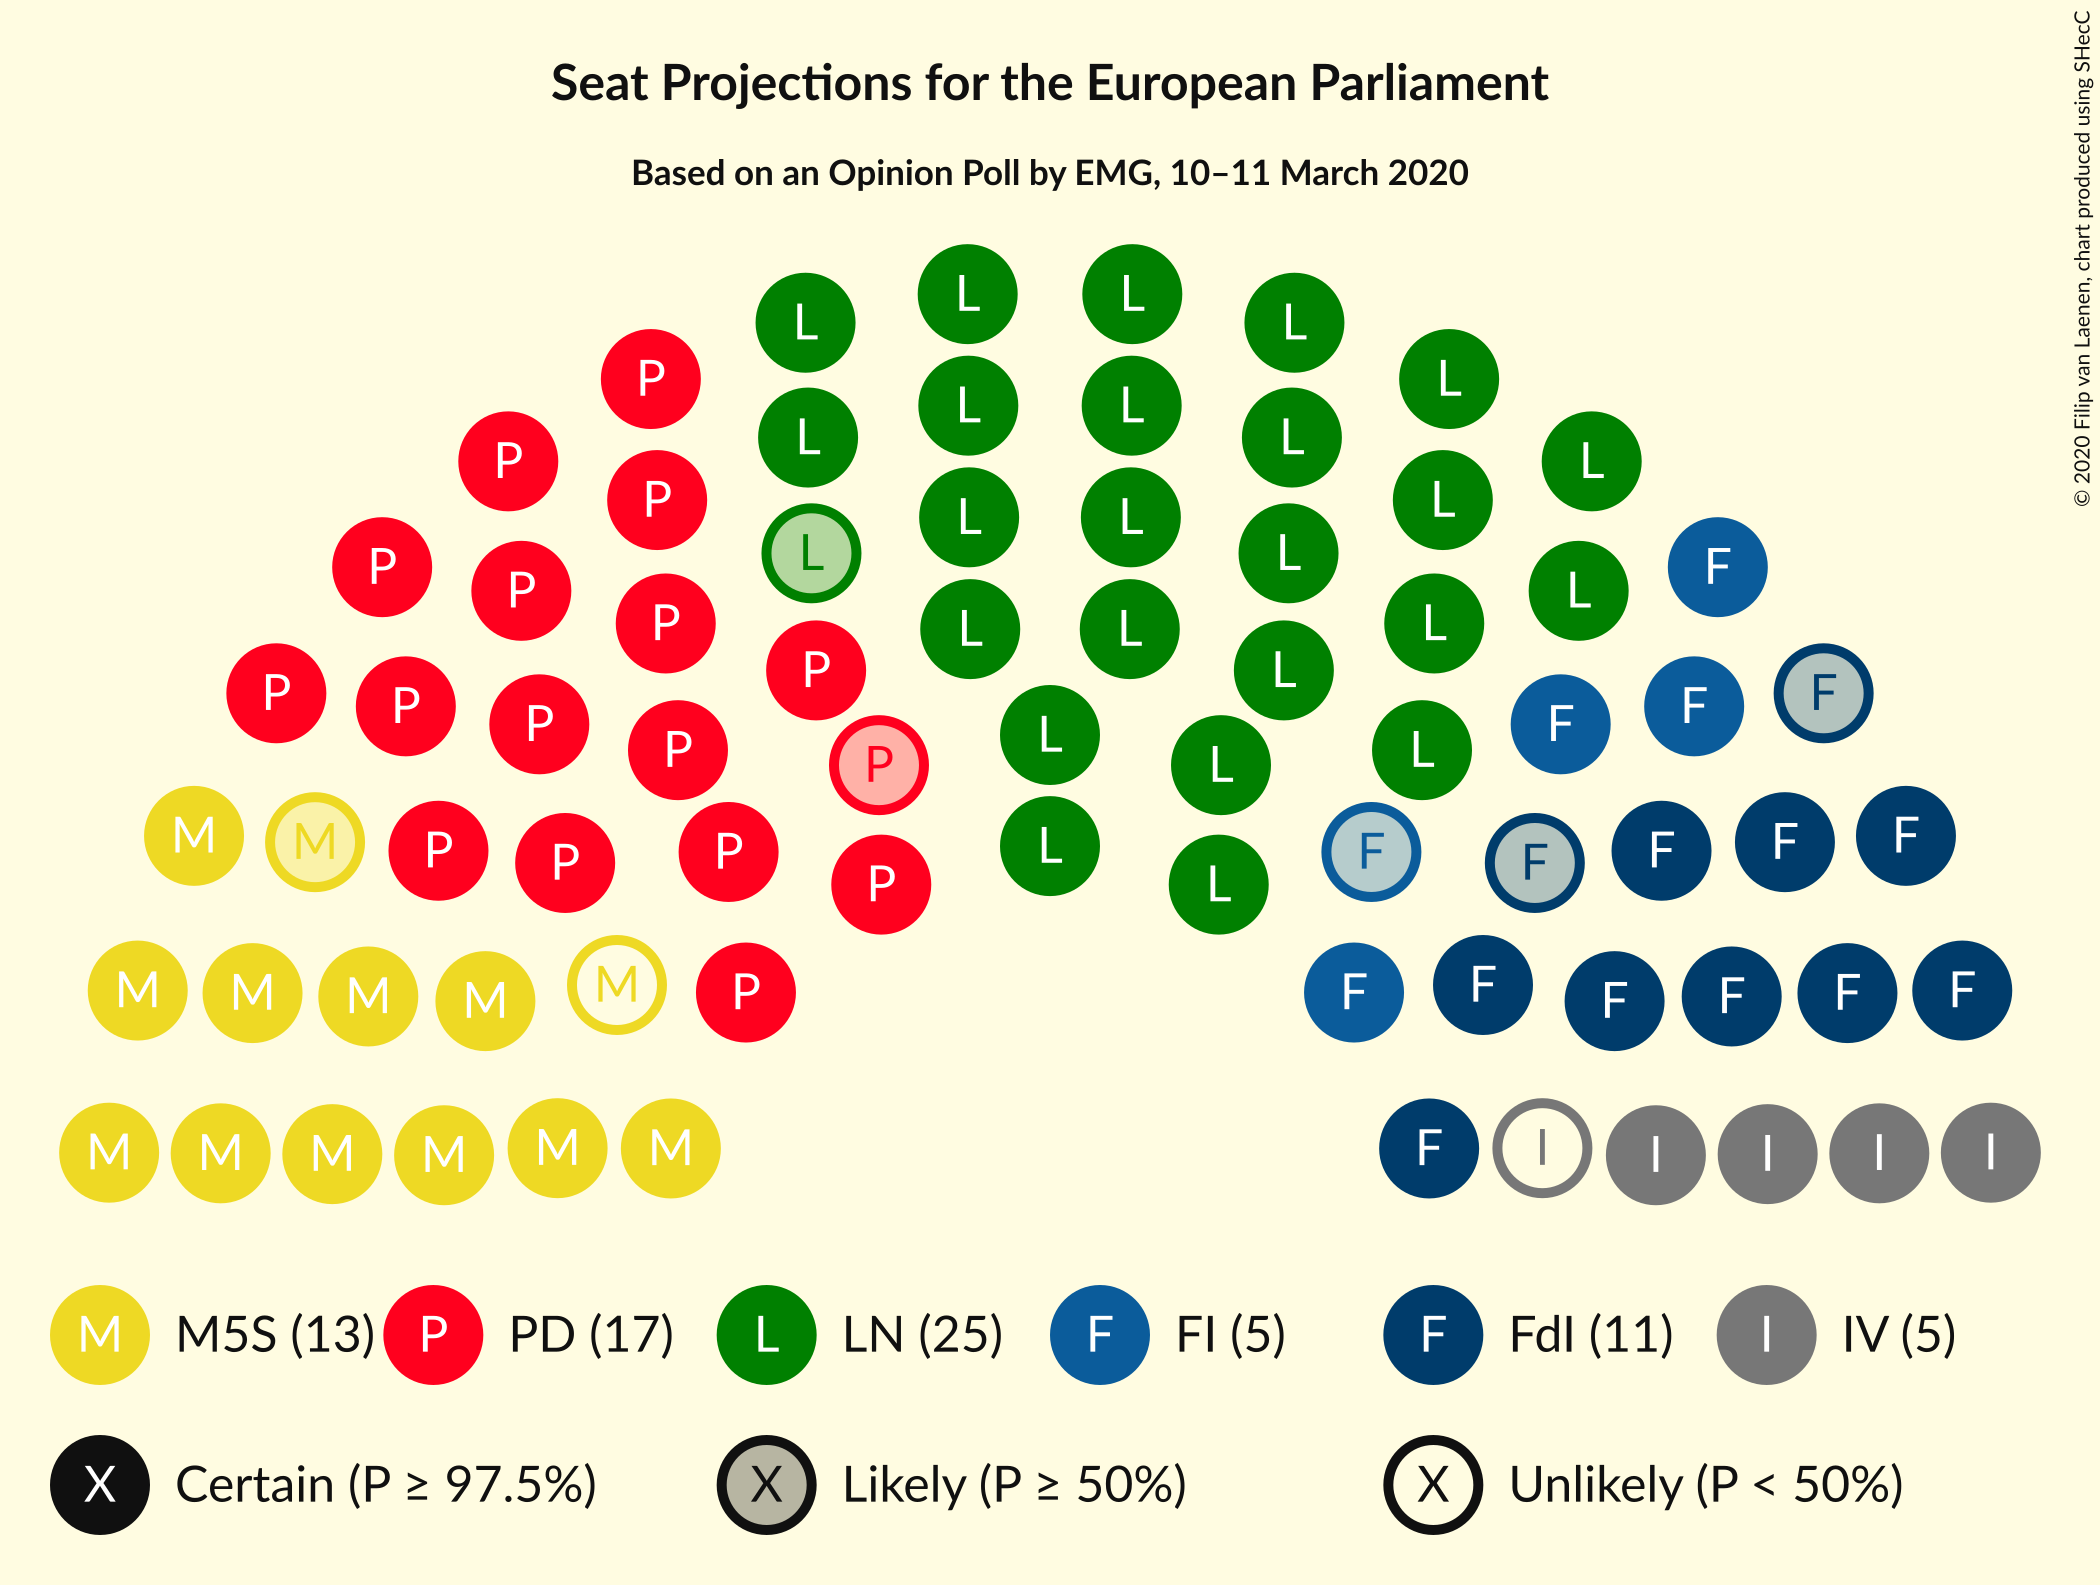 Seat Projections for the European Parliament
Based on an Opinion Poll by EMG, 10–11 March 2020
© 2020 Filip van Laenen, chart produced using SHecC
L L
L L
P L
L L
L L
P L
P L
P L
L L
L L
P F
P L
P L
P L
L L
P L
P F
P F
P F
P L
L
P L
M F
M F
P F
L
P F
P F
P L
M F
M F
M F
M F
M F
P F
M I
M I
M I
M I
M I
M F
M M5S (13) P PD (17) L LN (25) F FI (5) F FdI (11) I IV (5)
X Certain (P ≥ 97.5%) X Likely (P ≥ 50%) X Unlikely (P < 50%)